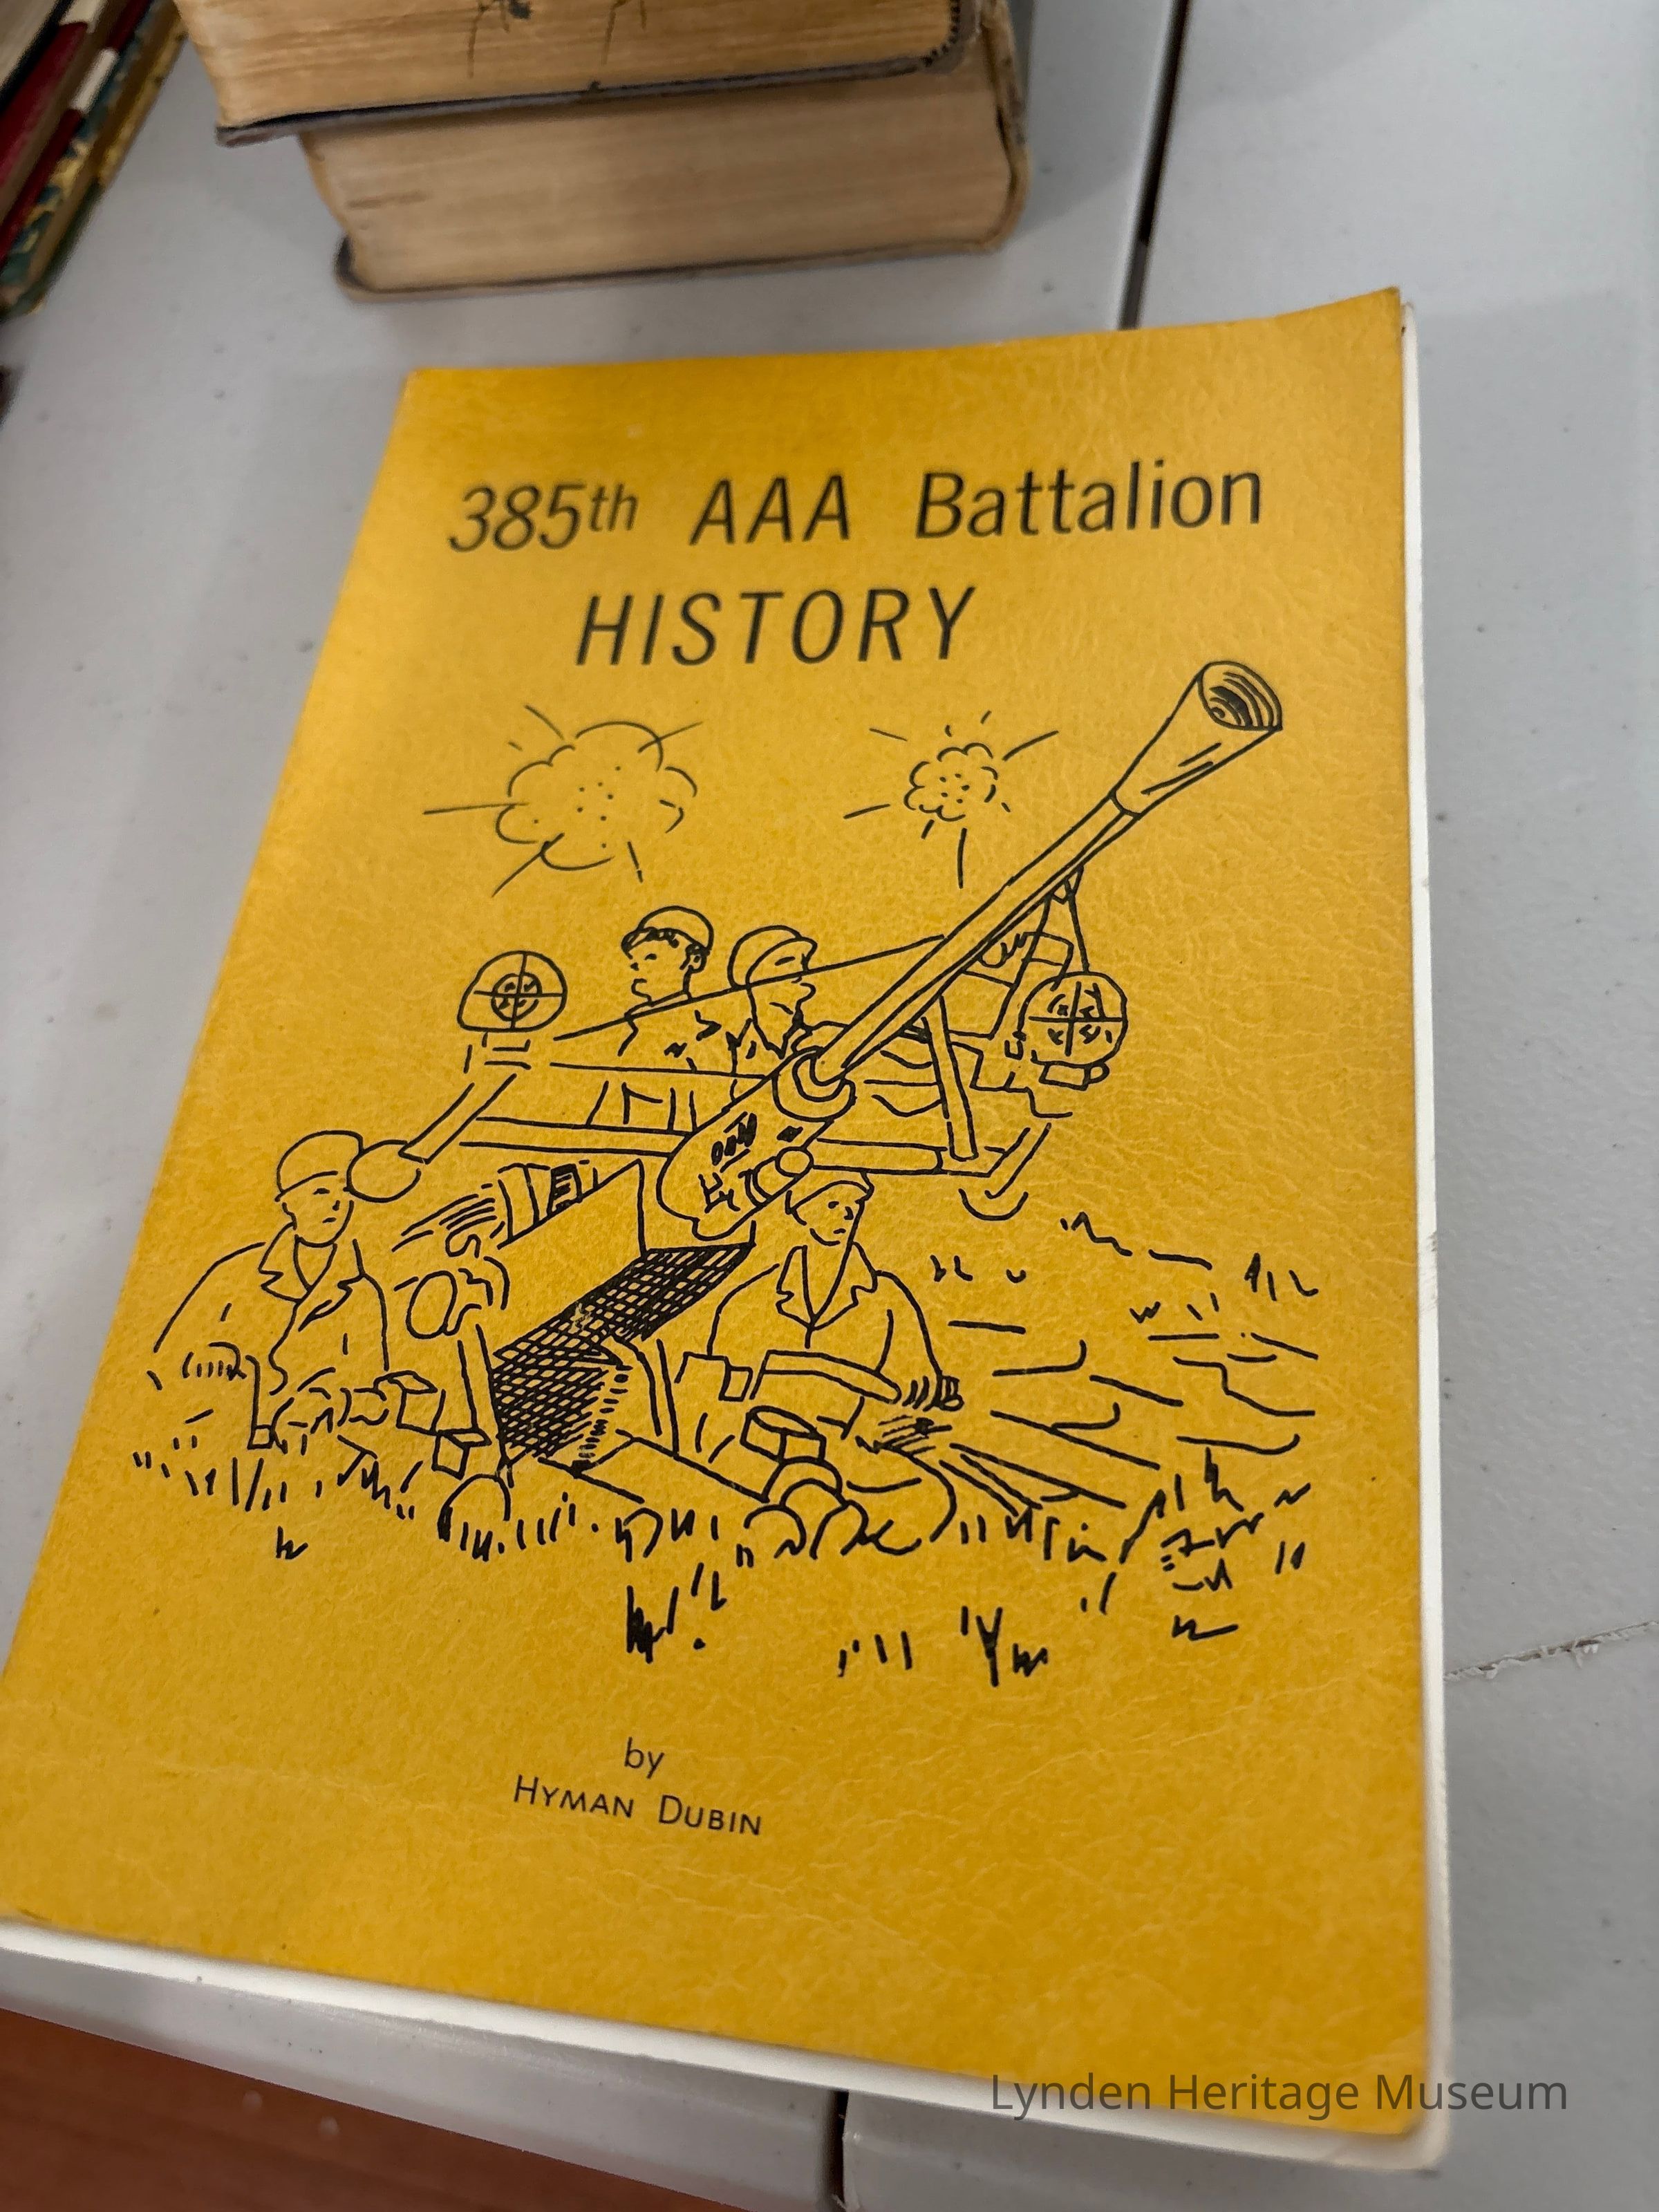 385th AAA Battalion
HISTORY
by
HYMAN DUBIN
Lynden Heritage Museum